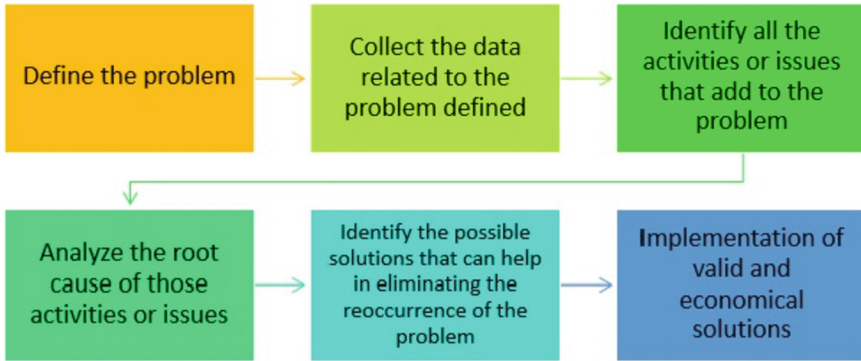 Define the problem
Collect the data
related to the
problem defined
Identify all the
activities or issues
that add to the
problem
Analyze the root
cause of those
activities or issues
Identify the possible
solutions that can help
in eliminating the
reoccurrence of the
problem
Implementation of
valid and
economical
solutions